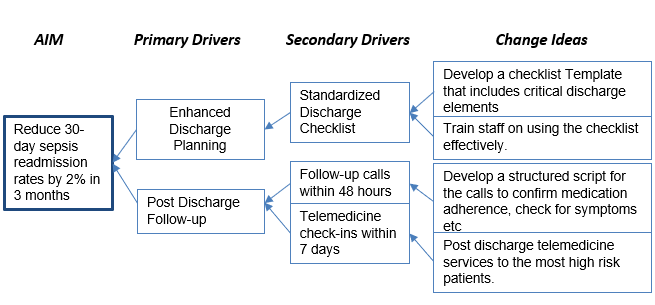 AIM
Primary Drivers
Secondary Drivers
Change Ideas
Reduce 30-
day sepsis
readmission
rates by 2% in
3 months
Enhanced
Discharge
Planning
Post Discharge
Follow-up
Standardized
Discharge
Checklist
Follow-up calls
within 48 hours
Telemedicine
check-ins within
7 days
Develop a checklist Template
that includes critical discharge
elements
Train staff on using the checklist
effectively.
Develop a structured script for
the calls to confirm medication
adherence, check for symptoms
etc
Post discharge telemedicine
services to the most high risk
patients.